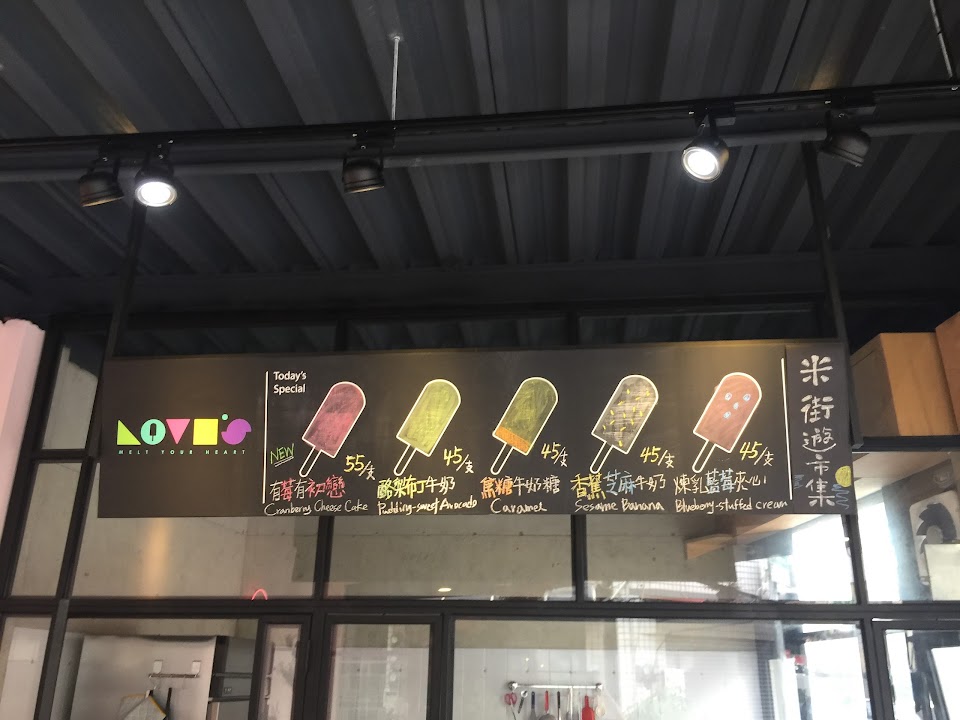 LOVE'S
MELT YOUR HEART
Today's
Special
NEW
55/支
有莓有初戀
Cranberry Cheese Cake
45/支
酪梨布丁牛奶
Pudding-sweet Avocado
45/支
焦糖牛奶糖
Caramel
45/支
香蕉芝麻牛奶
Sesame Banana
45/支
煉乳藍莓夾心
Blueberry-stuffed cream
米街遊市集